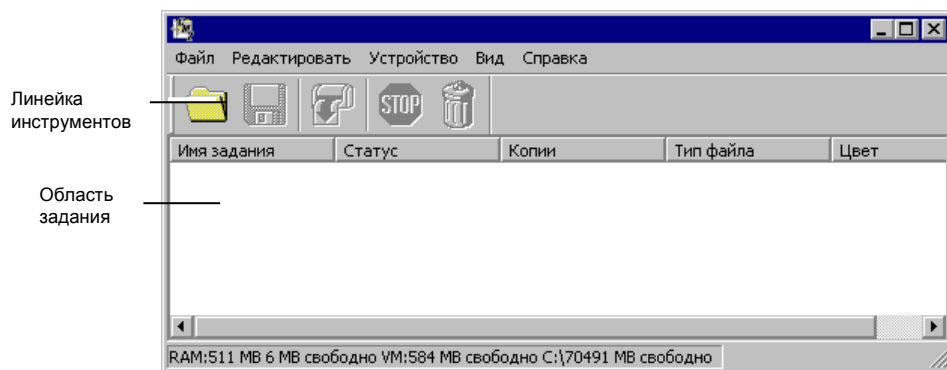 Файл Редактировать Устройство Вид Справка
Линейка
инструментов
STOP
Имя задания Статус Копии Тип файла Цвет
Область
задания
RAM:511 MB 6 MB свободно VM:584 MB свободно C:\70491 MB свободно